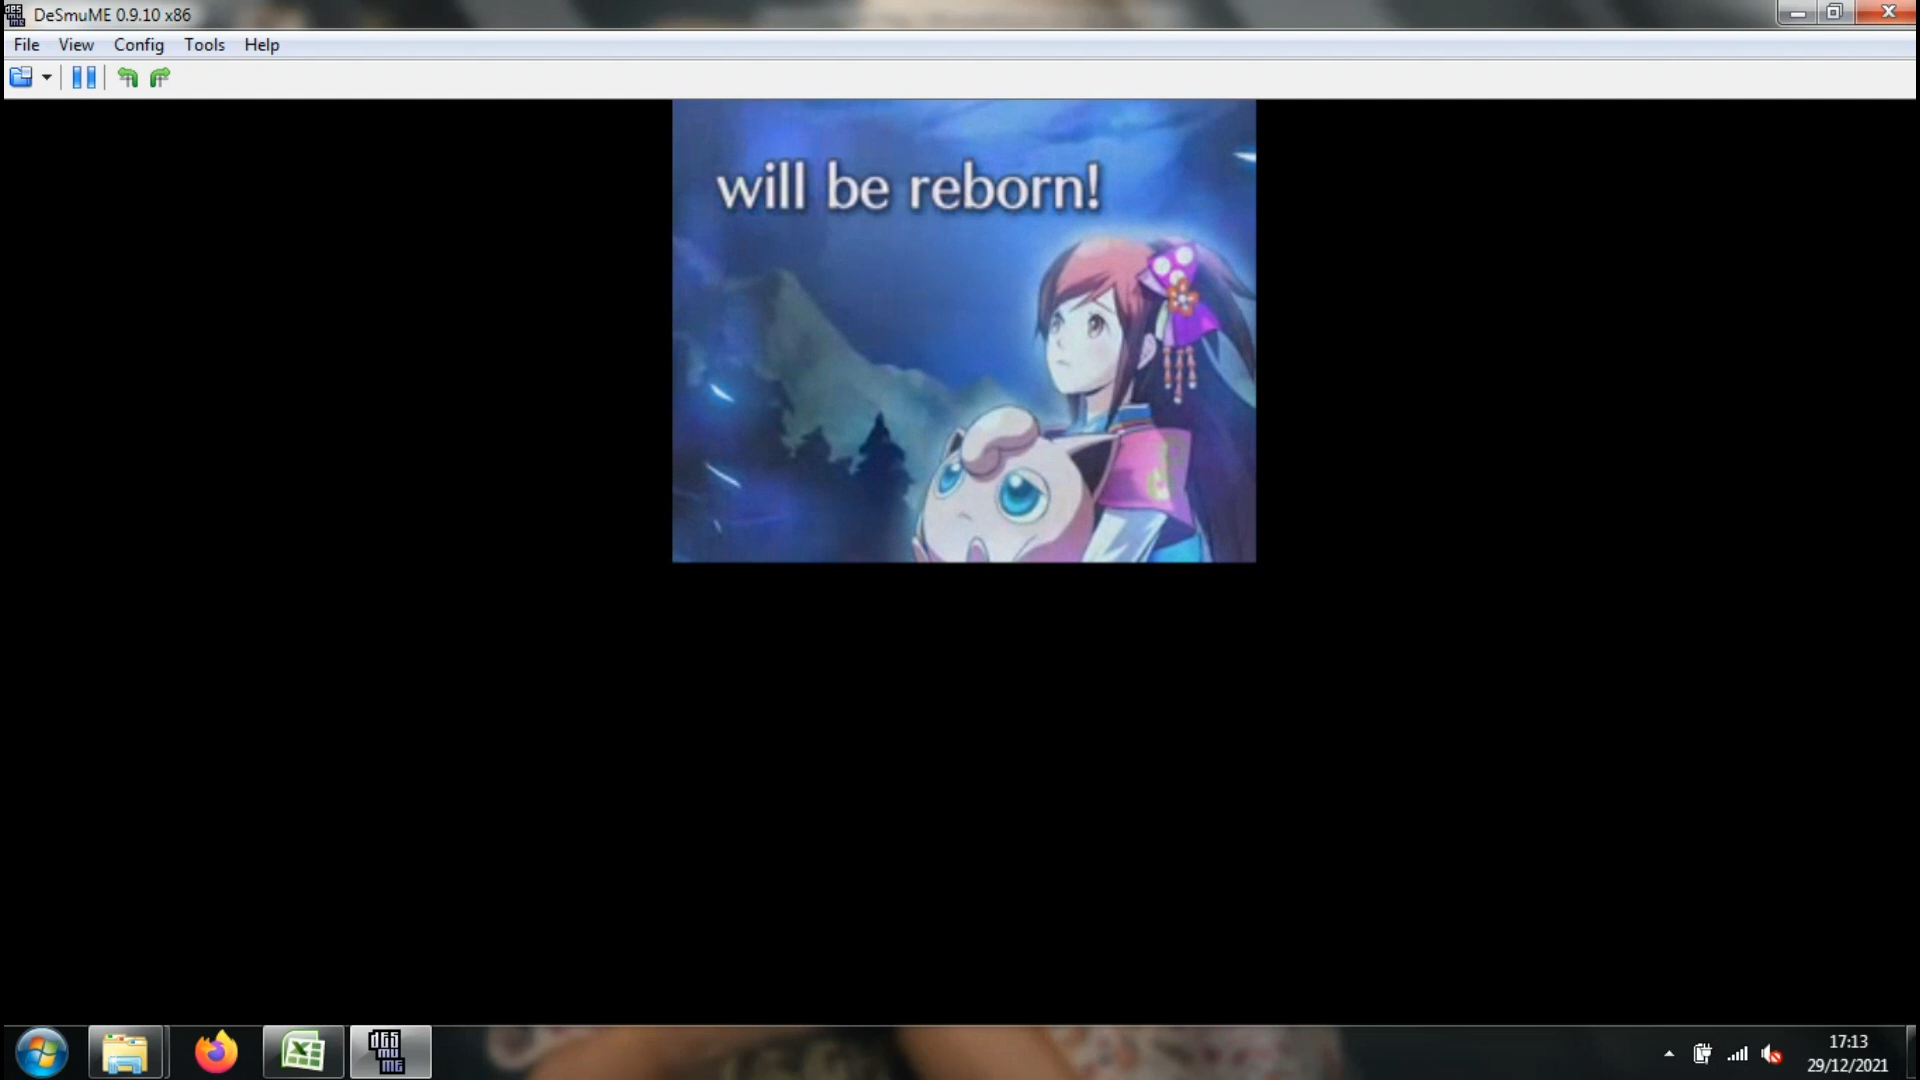 DeSmuME 0.9.10 x86
File View Config Tools Help
will be reborn!
17:13
29/12/2021